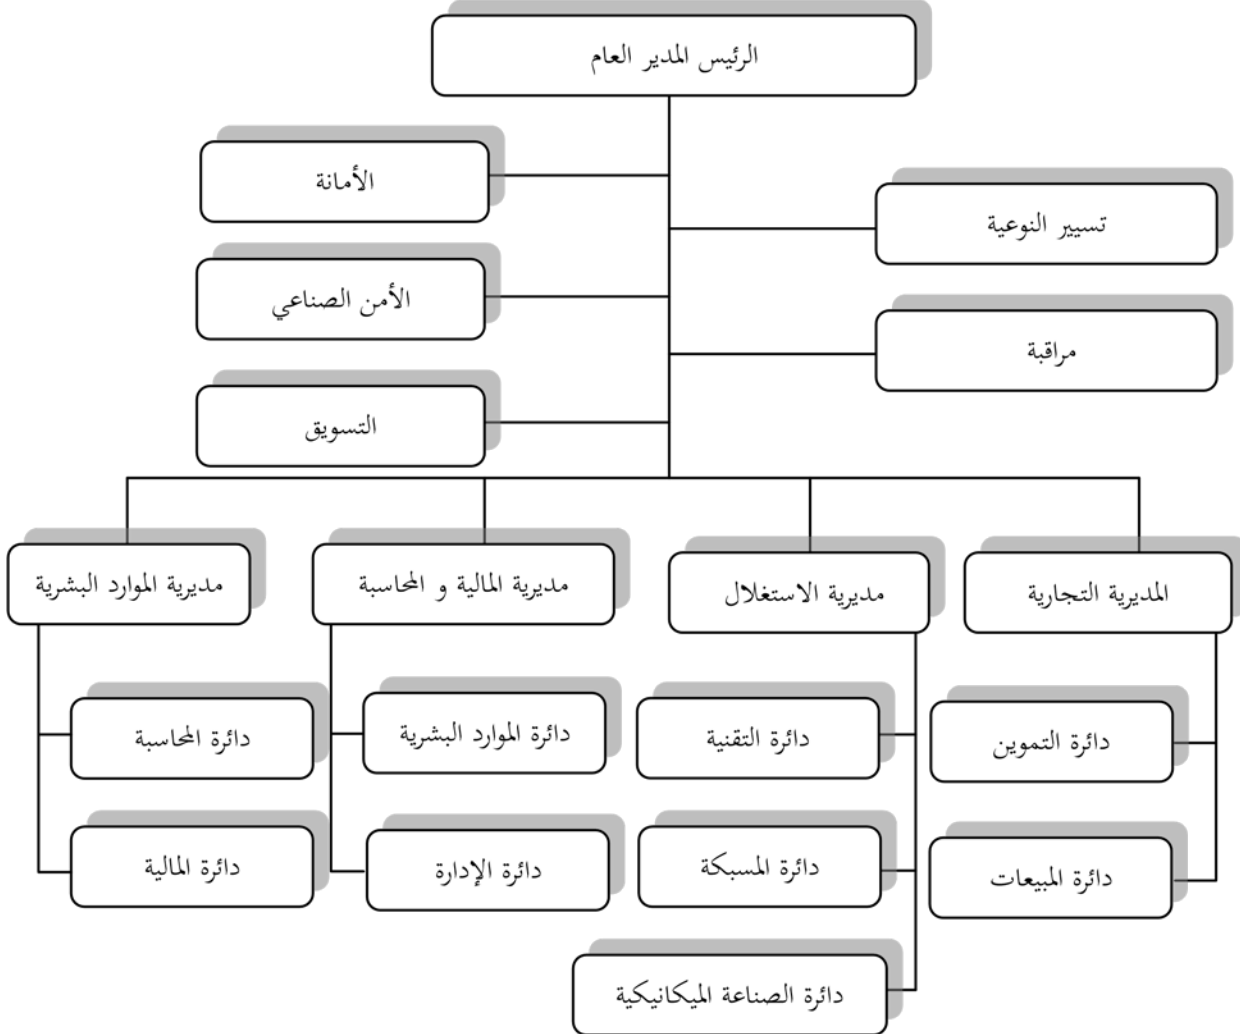 الرئيس المدير العام
الأمانة
تسيير النوعية
الأمن الصناعي
مراقبة
التسويق
المديرية التجارية
مديرية الاستغلال
مديرية المالية و المحاسبة
مديرية الموارد البشرية
دائرة التموين
دائرة التقنية
دائرة الموارد البشرية
دائرة المحاسبة
دائرة المبيعات
دائرة المسبكة
دائرة الإدارة
دائرة المالية
دائرة الصناعة الميكانيكية